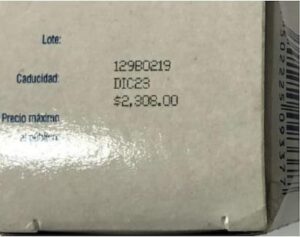 Lote:
129B0219
Caducidad:
DIC23
$2,308.00
Precio máximo
al público: